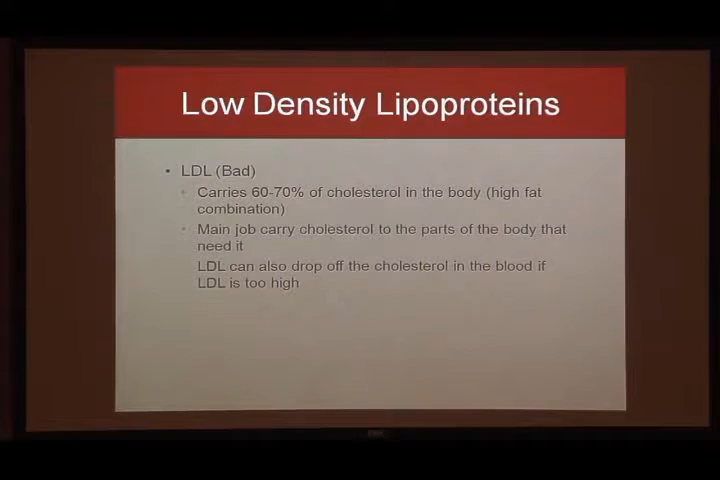 Low Density Lipoproteins
• LDL (Bad)
• Carries 60-70% of cholesterol in the body (high fat
combination)
• Main job carry cholesterol to the parts of the body that
need it
LDL can also drop off the cholesterol in the blood if
LDL is too high